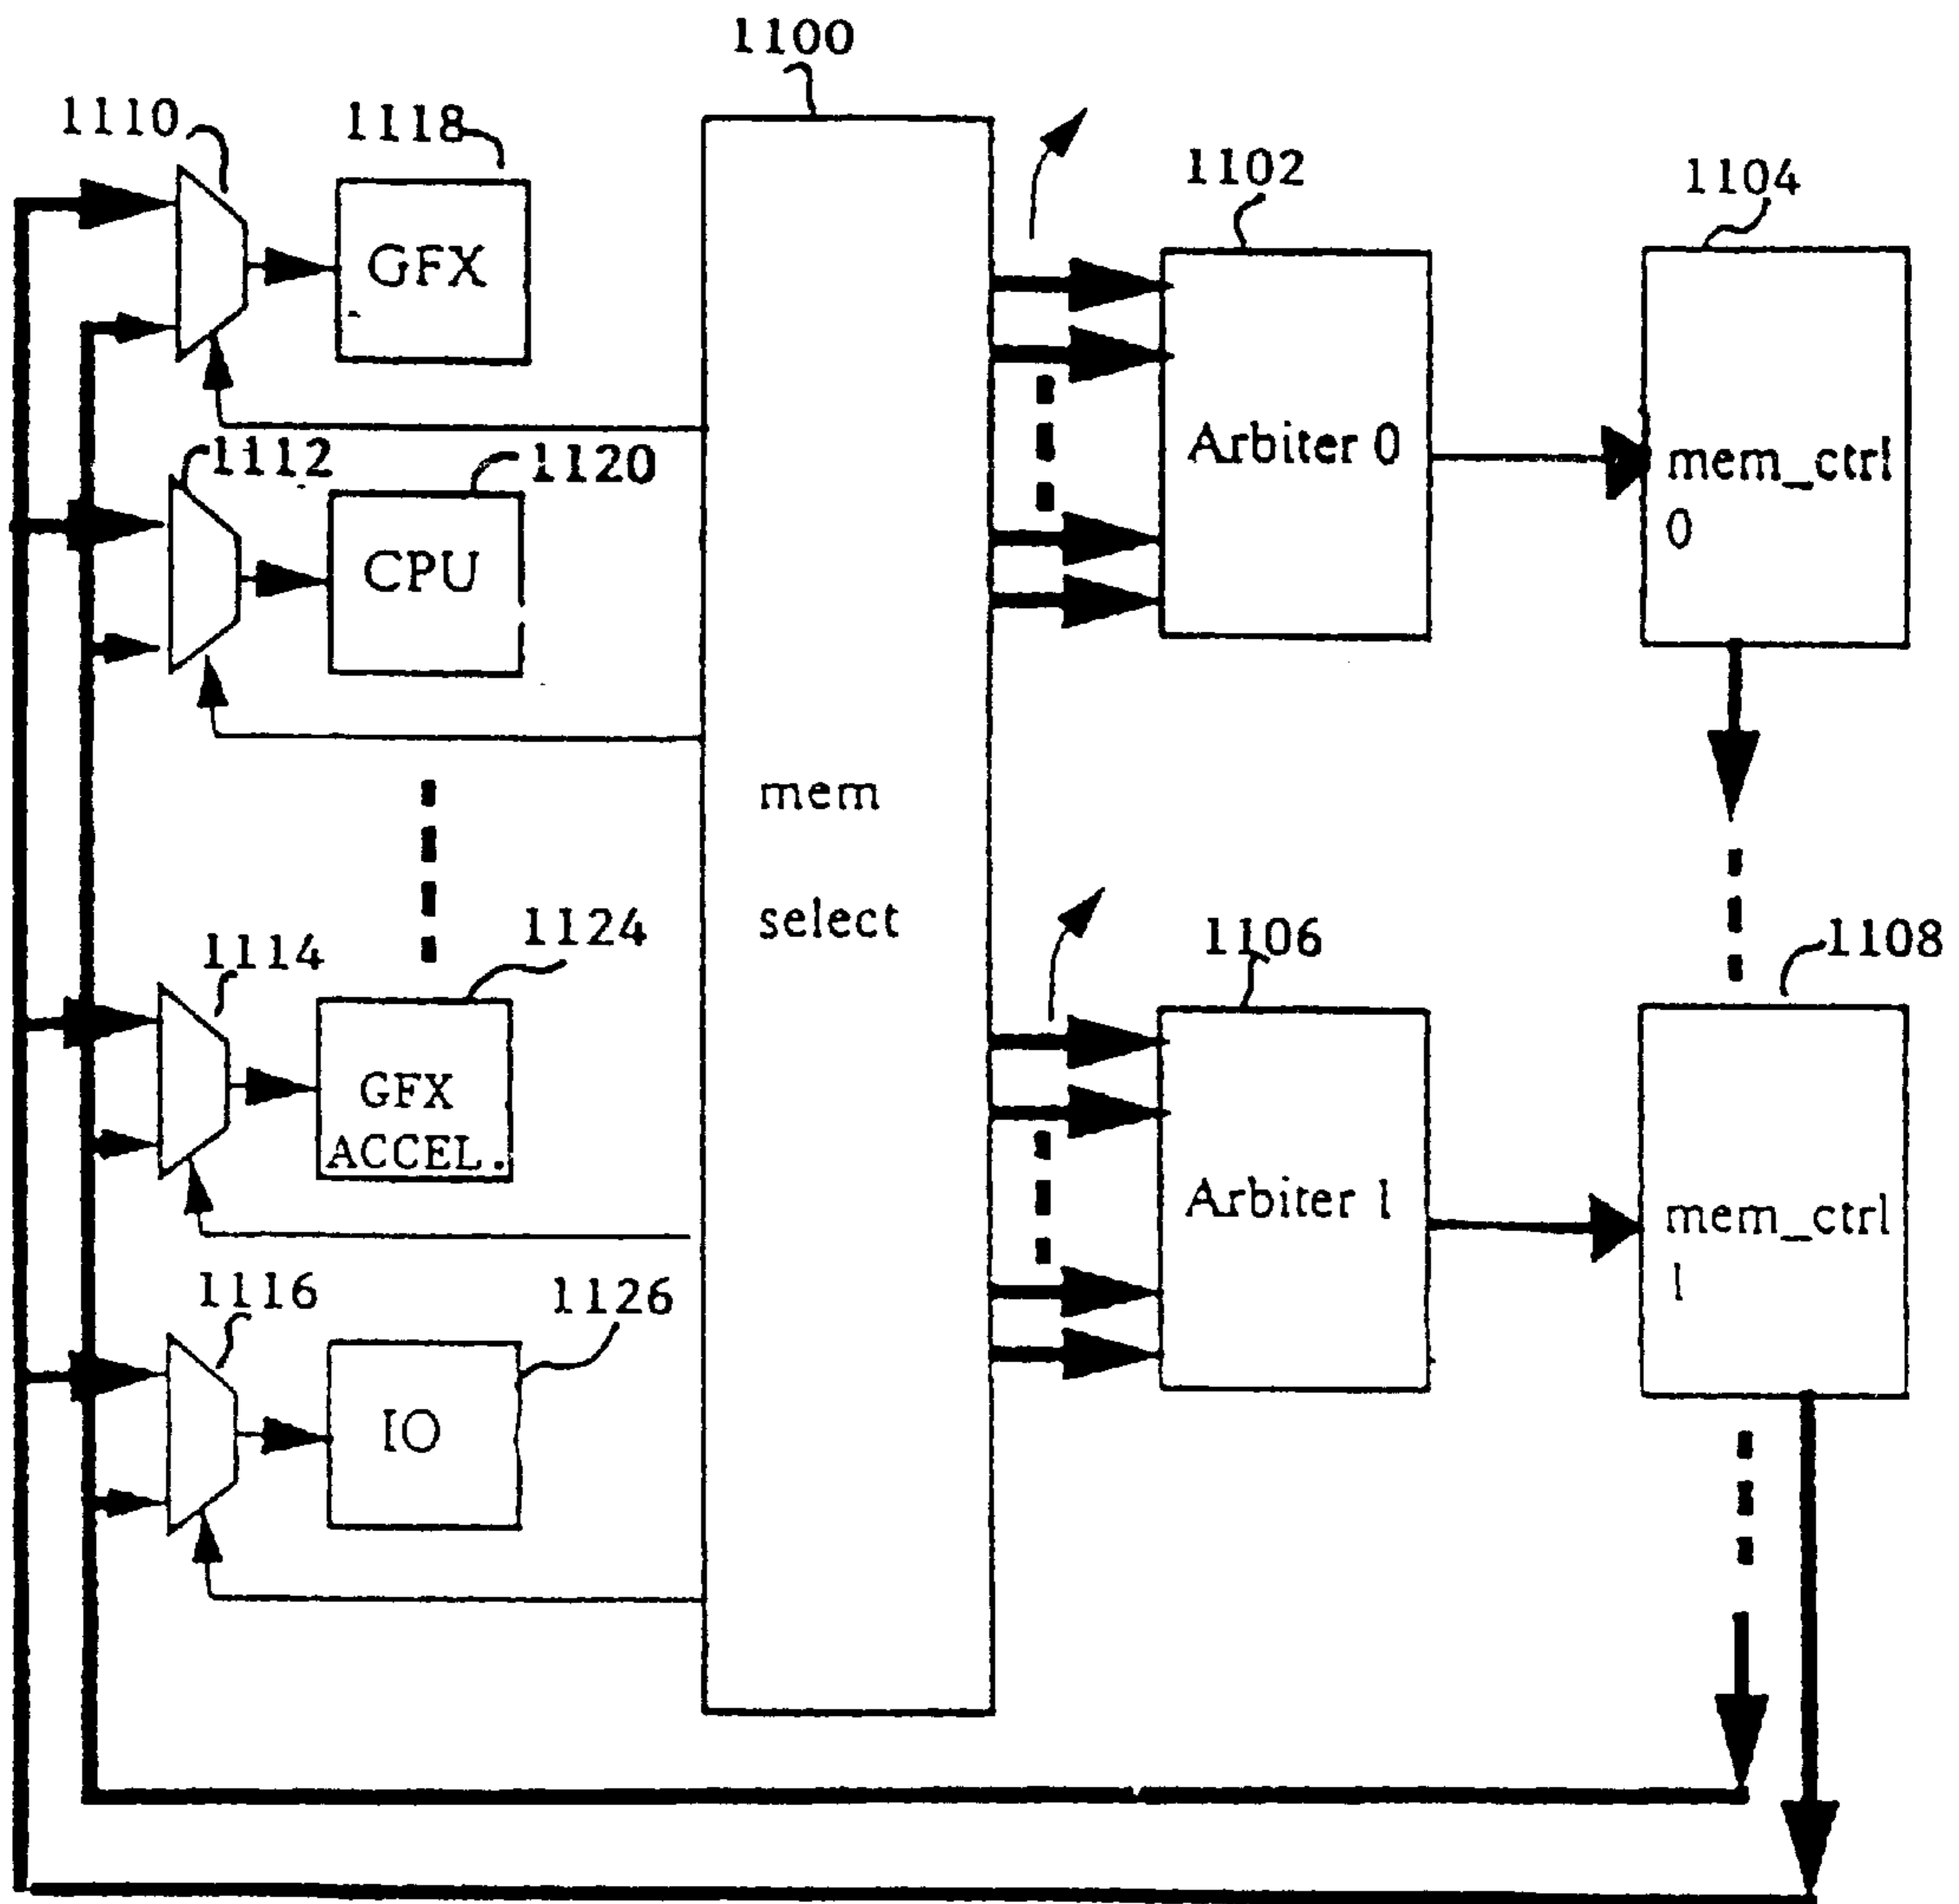 1100
1110
1118
1102
1104
GFX
Arbiter 0
mem_ctrl
0
1112
1120
CPU
mem
select
1114
1124
1106
1108
GFX
ACCEL.
Arbiter 1
mem_ctrl
1
1116
1126
IO